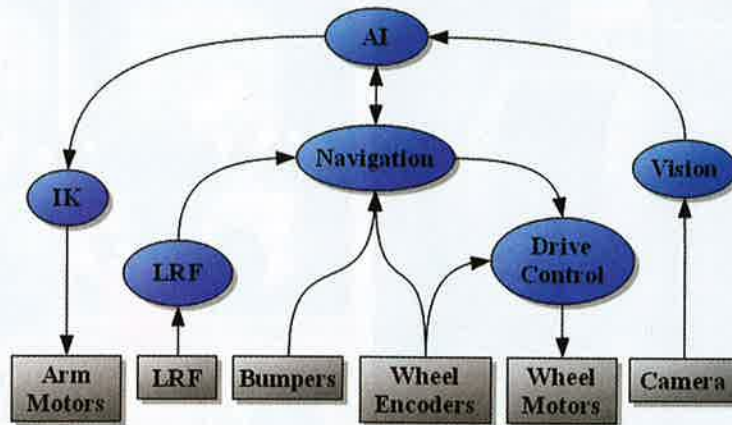 AI
Navigation
IK
Vision
LRF
Drive
Control
Arm
Motors
LRF
Bumpers
Wheel
Encoders
Wheel
Motors
Camera